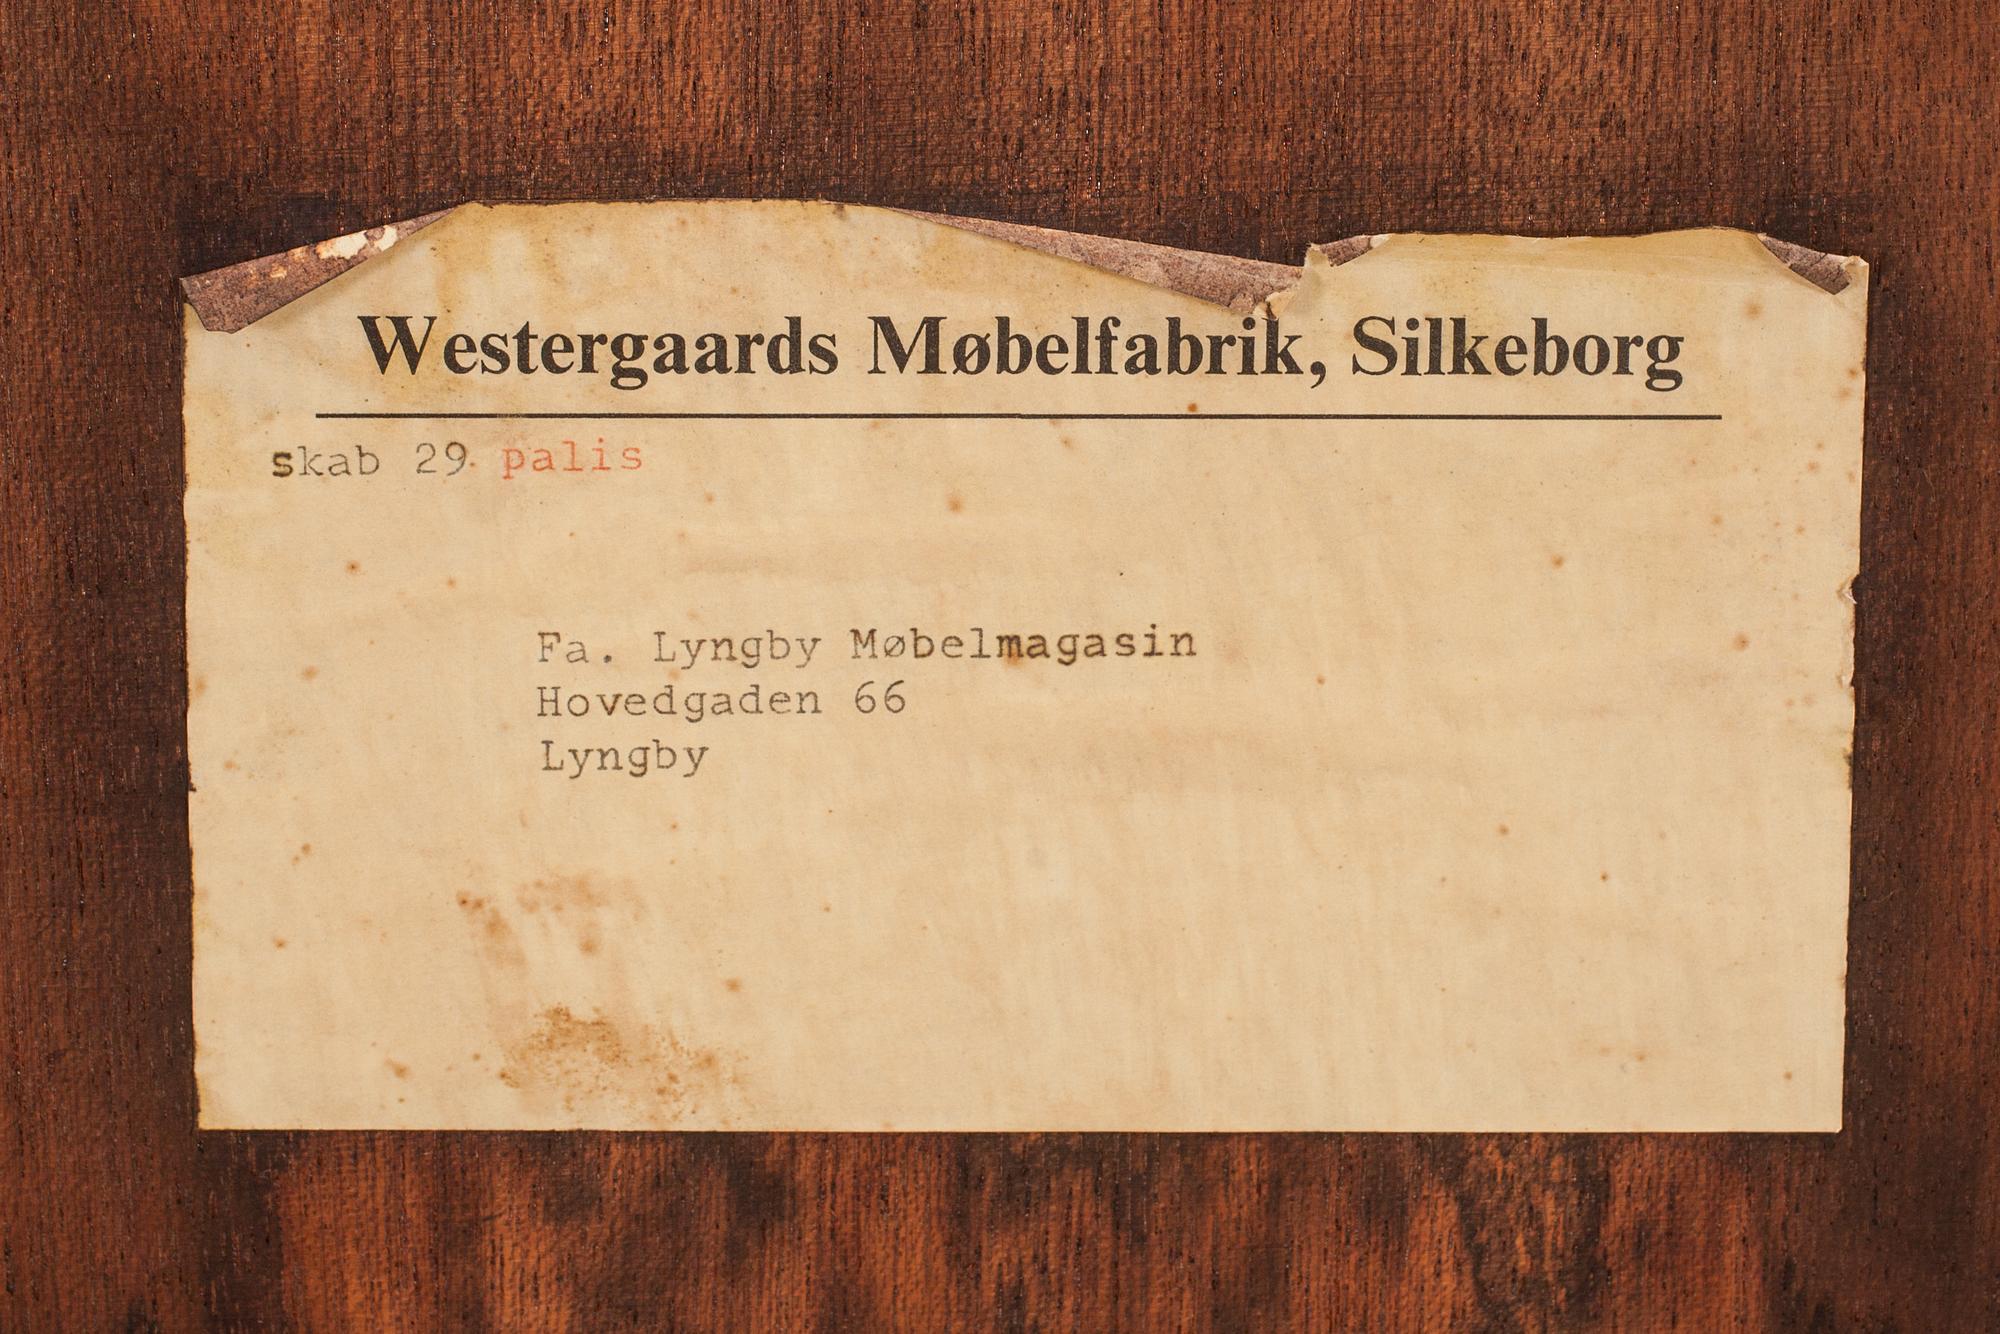 Westergaards Møbelfabrik, Silkeborg
skab 29 palis
Fa. Lyngby Møbelmagasin
Hovedgaden 66
Lyngby